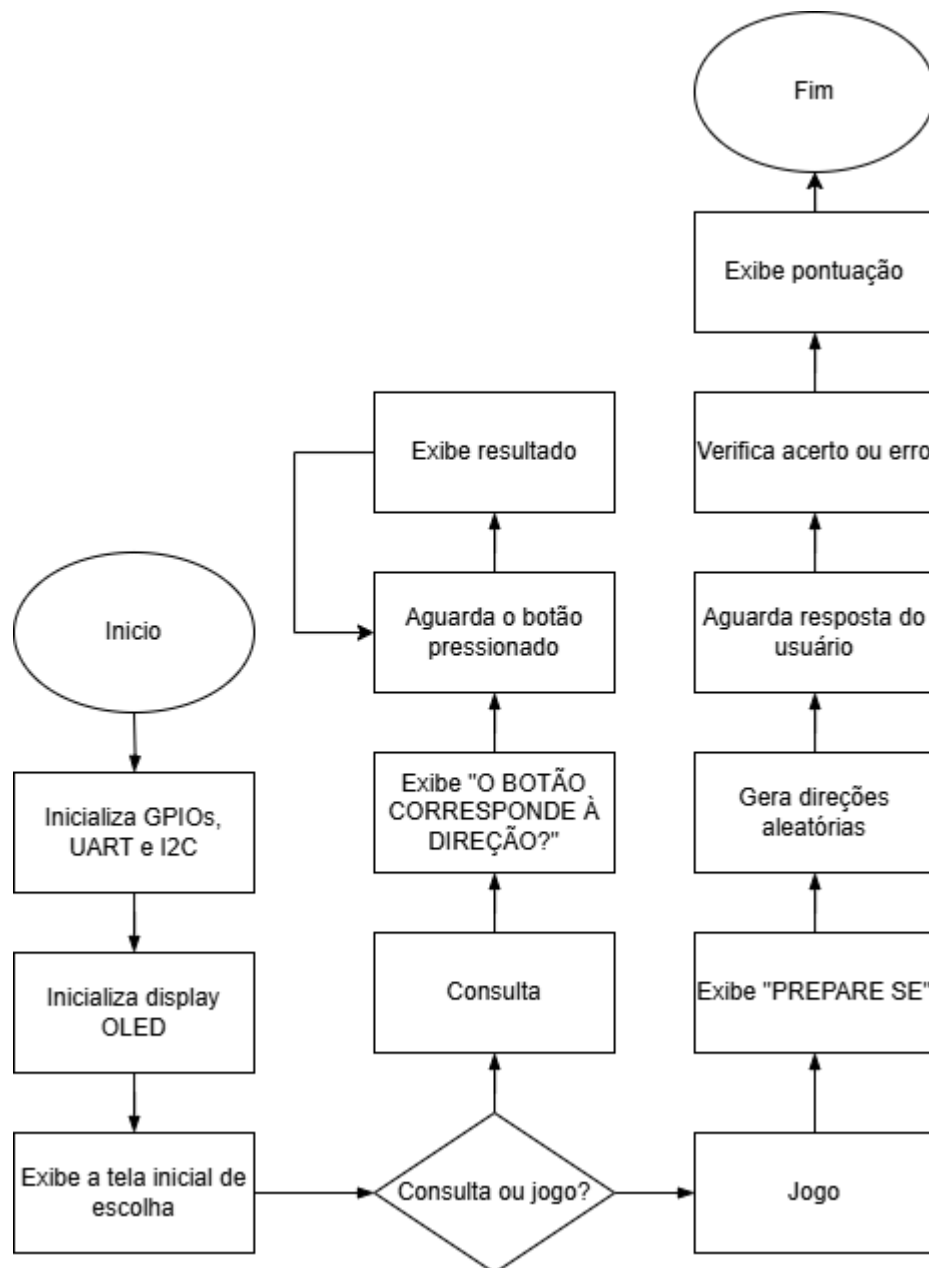 Inicio
Inicializa GPIOs,
UART e I2C
Inicializa display
OLED
Exibe a tela inicial de
escolha
Consulta ou jogo?
Consulta
Exibe "O BOTÃO
CORRESPONDE À
DIREÇÃO?"
Aguarda o botão
pressionado
Exibe resultado
Jogo
Exibe "PREPARE SE"
Gera direções
aleatórias
Aguarda resposta do
usuário
Verifica acerto ou erro
Exibe pontuação
Fim